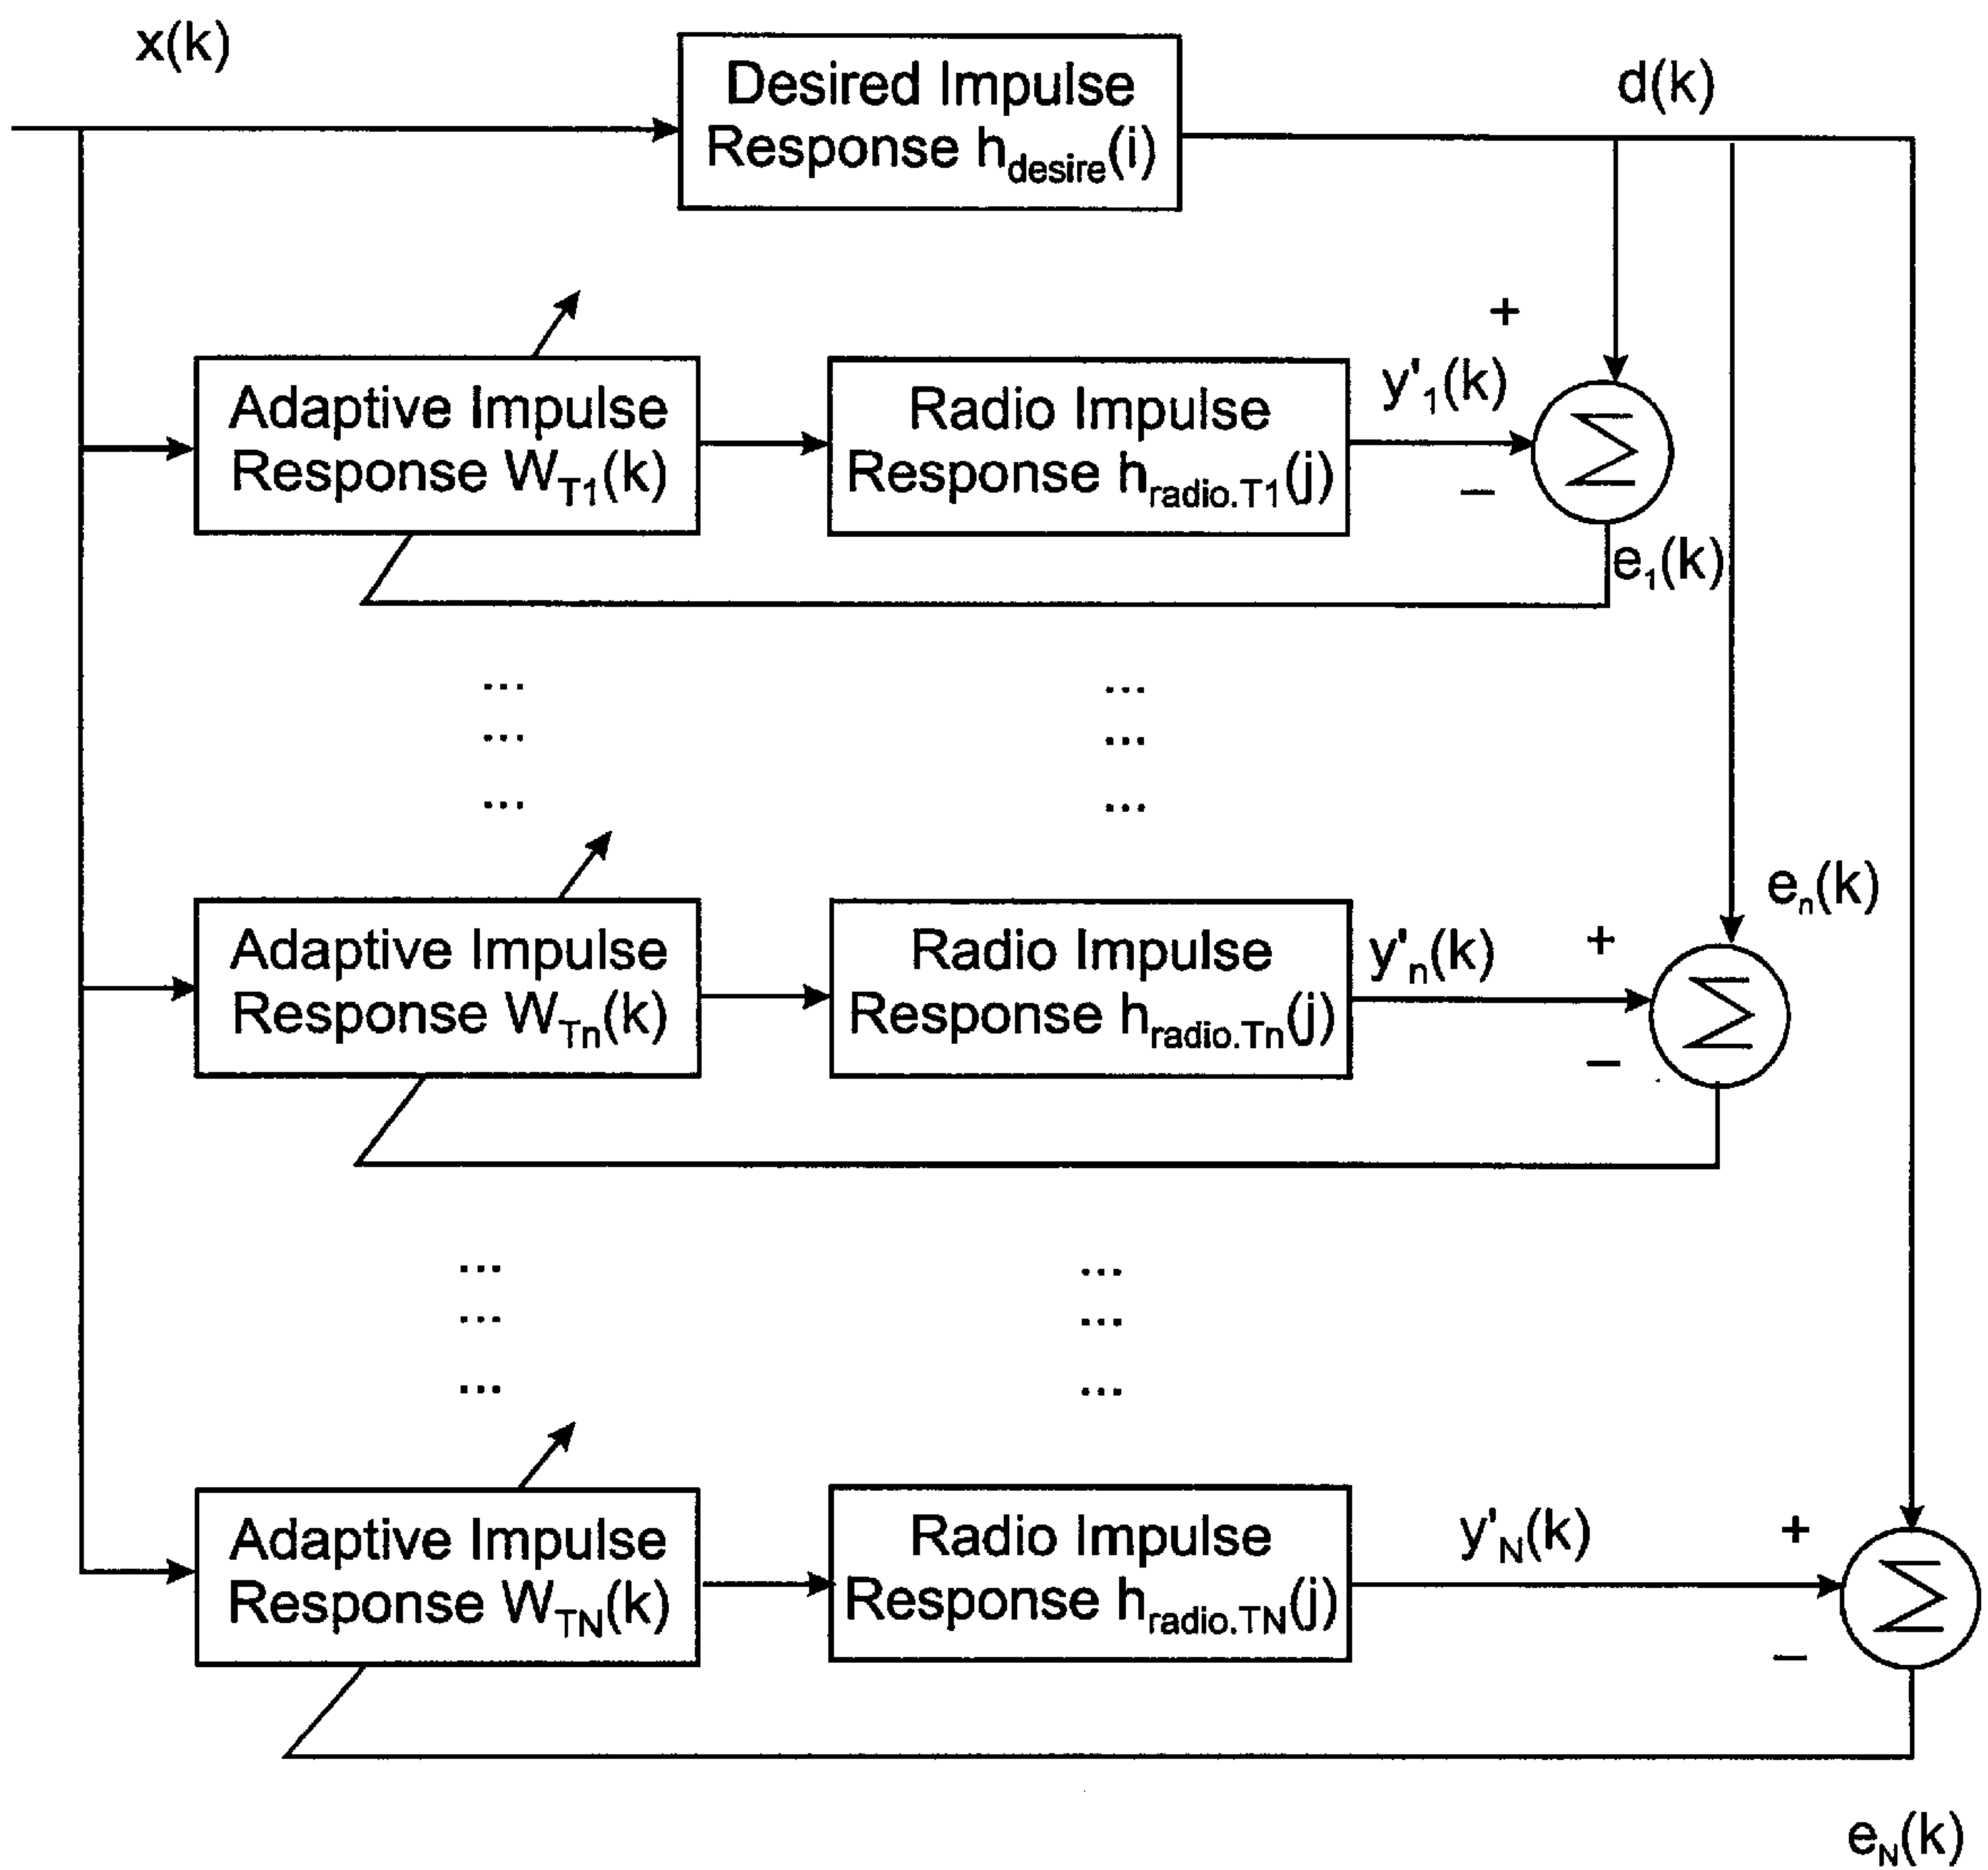 x(k)
Desired Impulse
Response h_desire(i)
d(k)
+
Adaptive Impulse
Response W_T1(k)
Radio Impulse
Response h_radio.T1(j)
y'_1(k)
Σ
−
e_1(k)
... ...
... ...
... ...
e_n(k)
Adaptive Impulse
Response W_Tn(k)
Radio Impulse
Response h_radio.Tn(j)
y'_n(k)
+
Σ
−
... ...
... ...
... ...
Adaptive Impulse
Response W_TN(k)
Radio Impulse
Response h_radio.TN(j)
y'_N(k)
+
Σ
−
e_N(k)